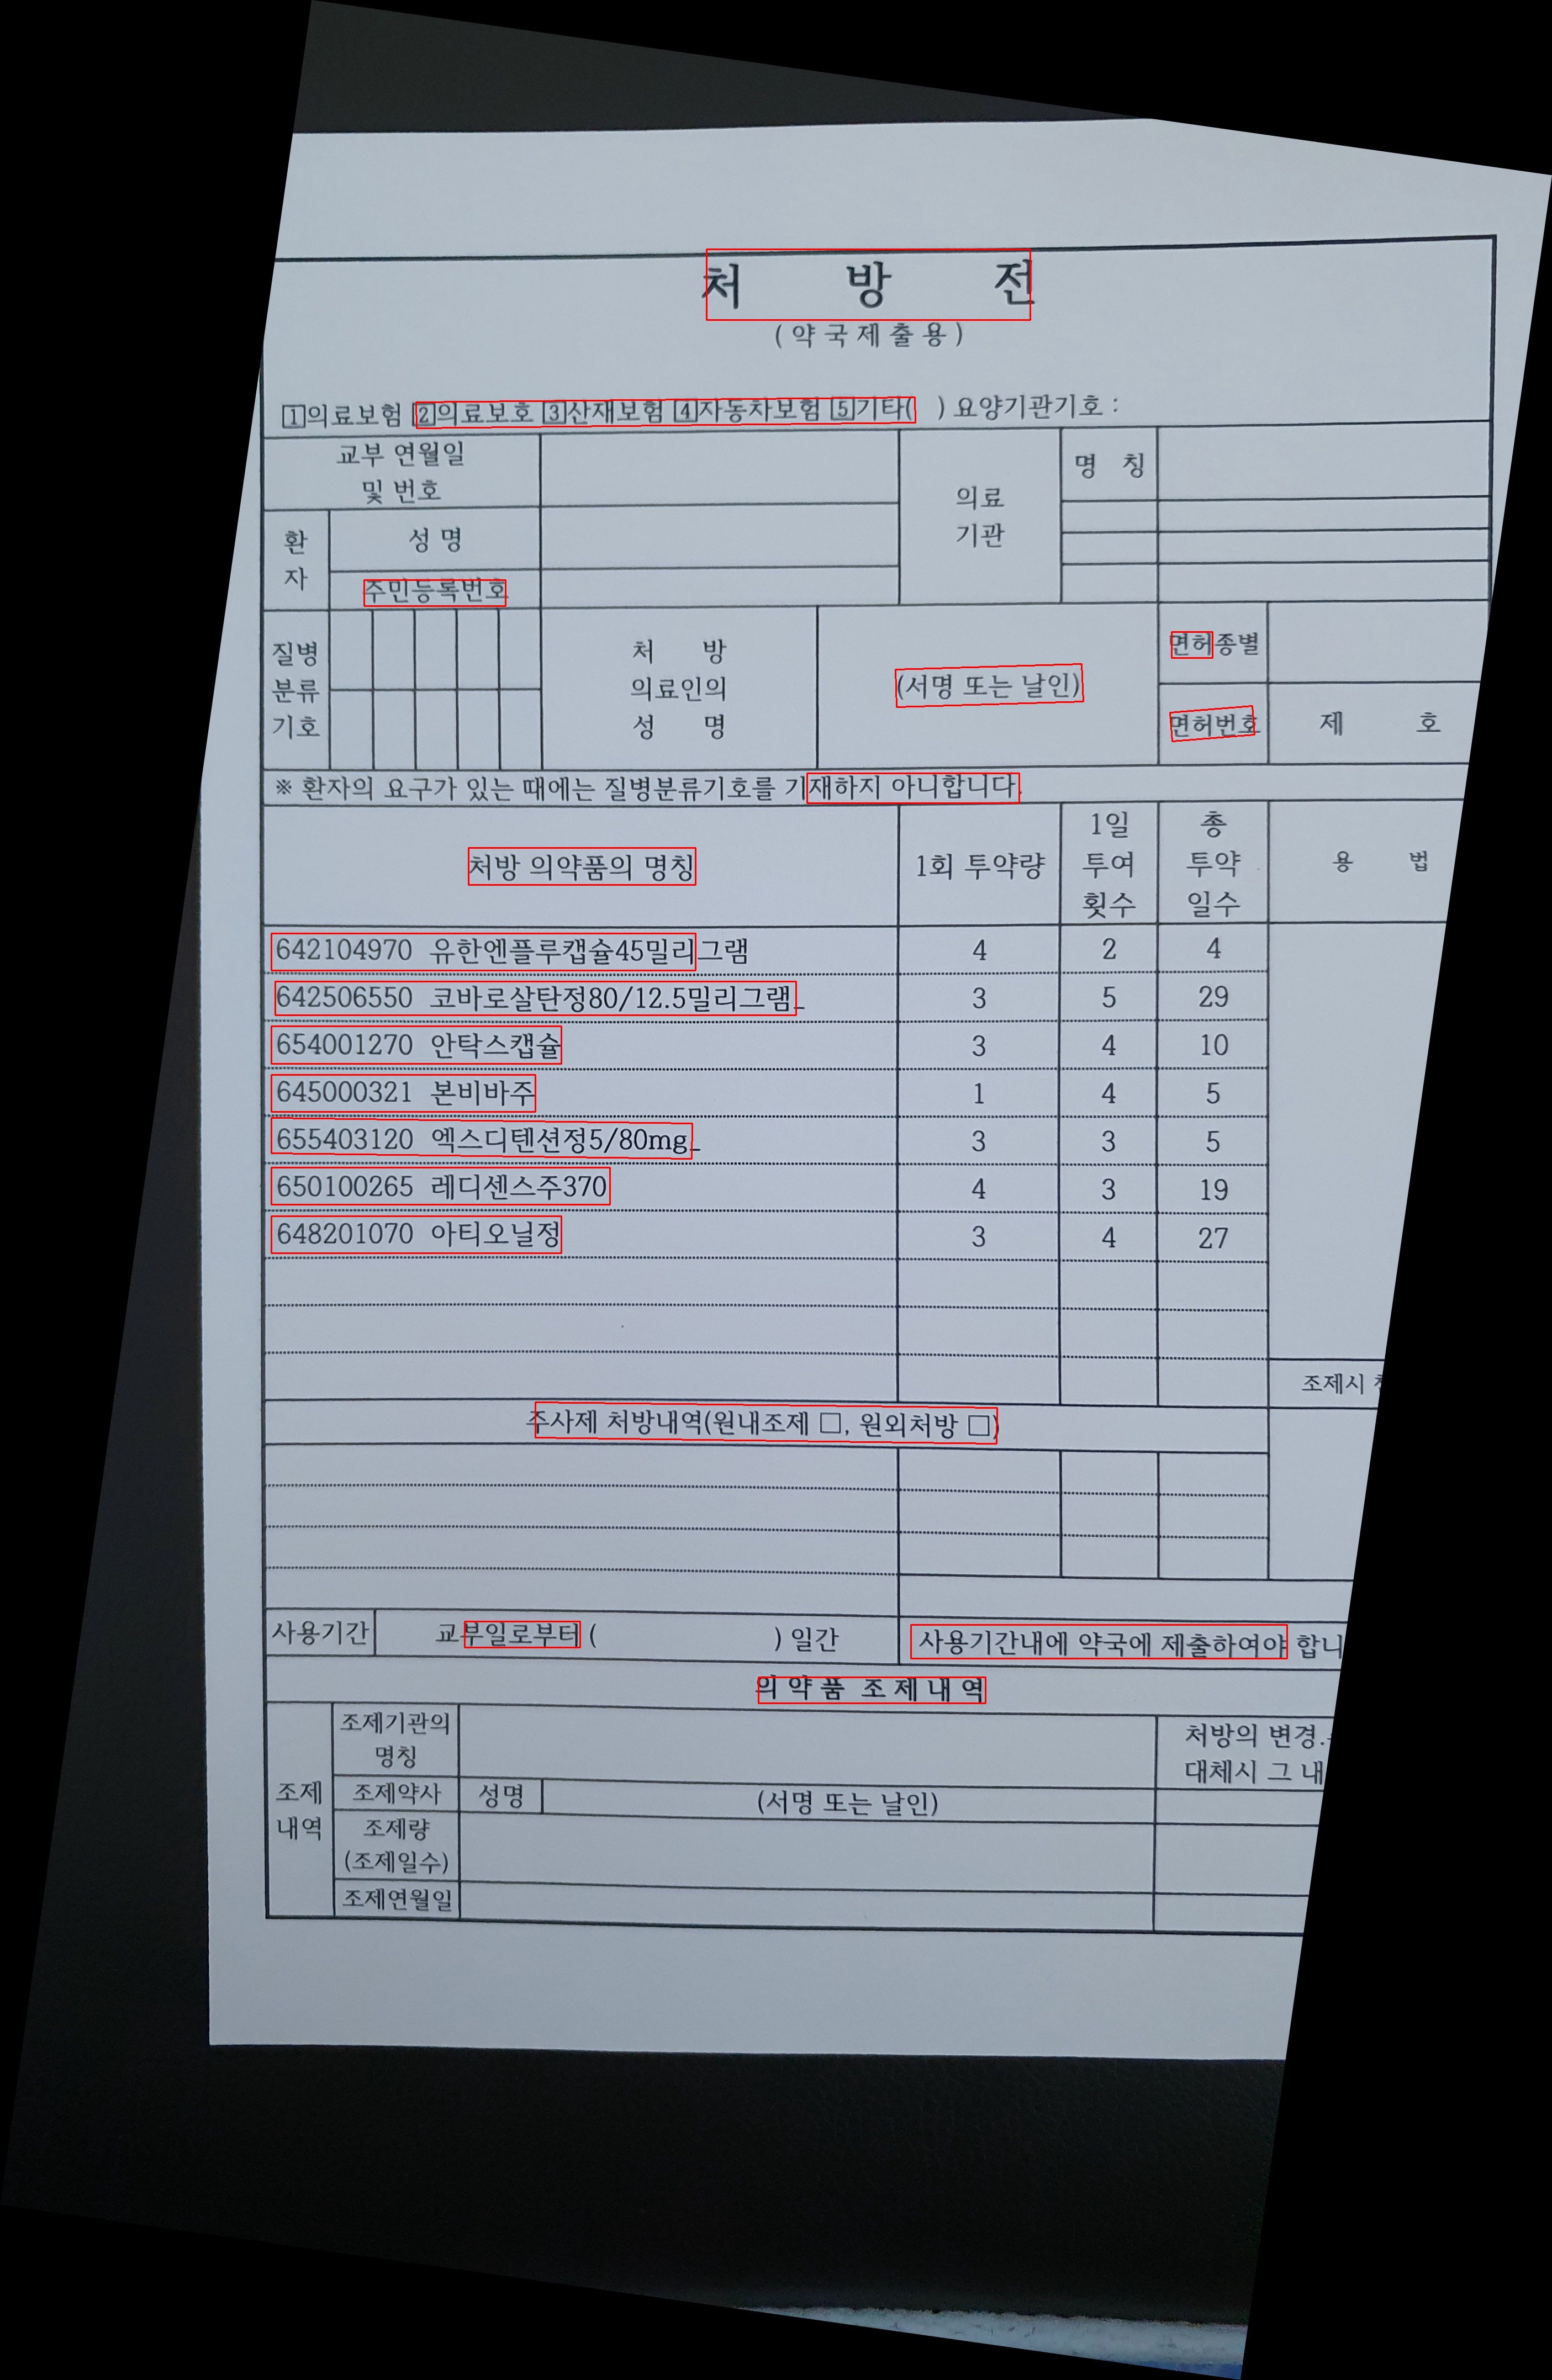 처 방 전
(약국제출용)
1의료보험 2의료보호 3산재보험 4자동차보험 5기타( ) 요양기관기호 :
교부 연월일 및 번호
의료 기관
명 칭
환 자
성 명
주민등록번호
질병 분류 기호
처 방 의료인의 성 명
(서명 또는 날인)
면허종별
면허번호
제 호
※ 환자의 요구가 있는 때에는 질병분류기호를 기재하지 아니합니다.
처방 의약품의 명칭
1회 투약량
1일 투여 횟수
총 투약 일수
용 법
642104970 유한엔플루캡슐45밀리그램 4 2 4
642506550 코바로살탄정80/12.5밀리그램_ 3 5 29
654001270 안탁스캡슐 3 4 10
645000321 본비바주 1 4 5
655403120 엑스디텐션정5/80mg_ 3 3 5
650100265 레디센스주370 4 3 19
648201070 아티오닐정 3 4 27
조제시
주사제 처방내역(원내조제 □, 원외처방 □)
사용기간
교부일로부터 ( ) 일간
사용기간내에 약국에 제출하여야 합니
의약품 조제내역
조제 내역
조제기관의 명칭
처방의 변경.
대체시 그 내
조제약사
성명
(서명 또는 날인)
조제량
(조제일수)
조제연월일